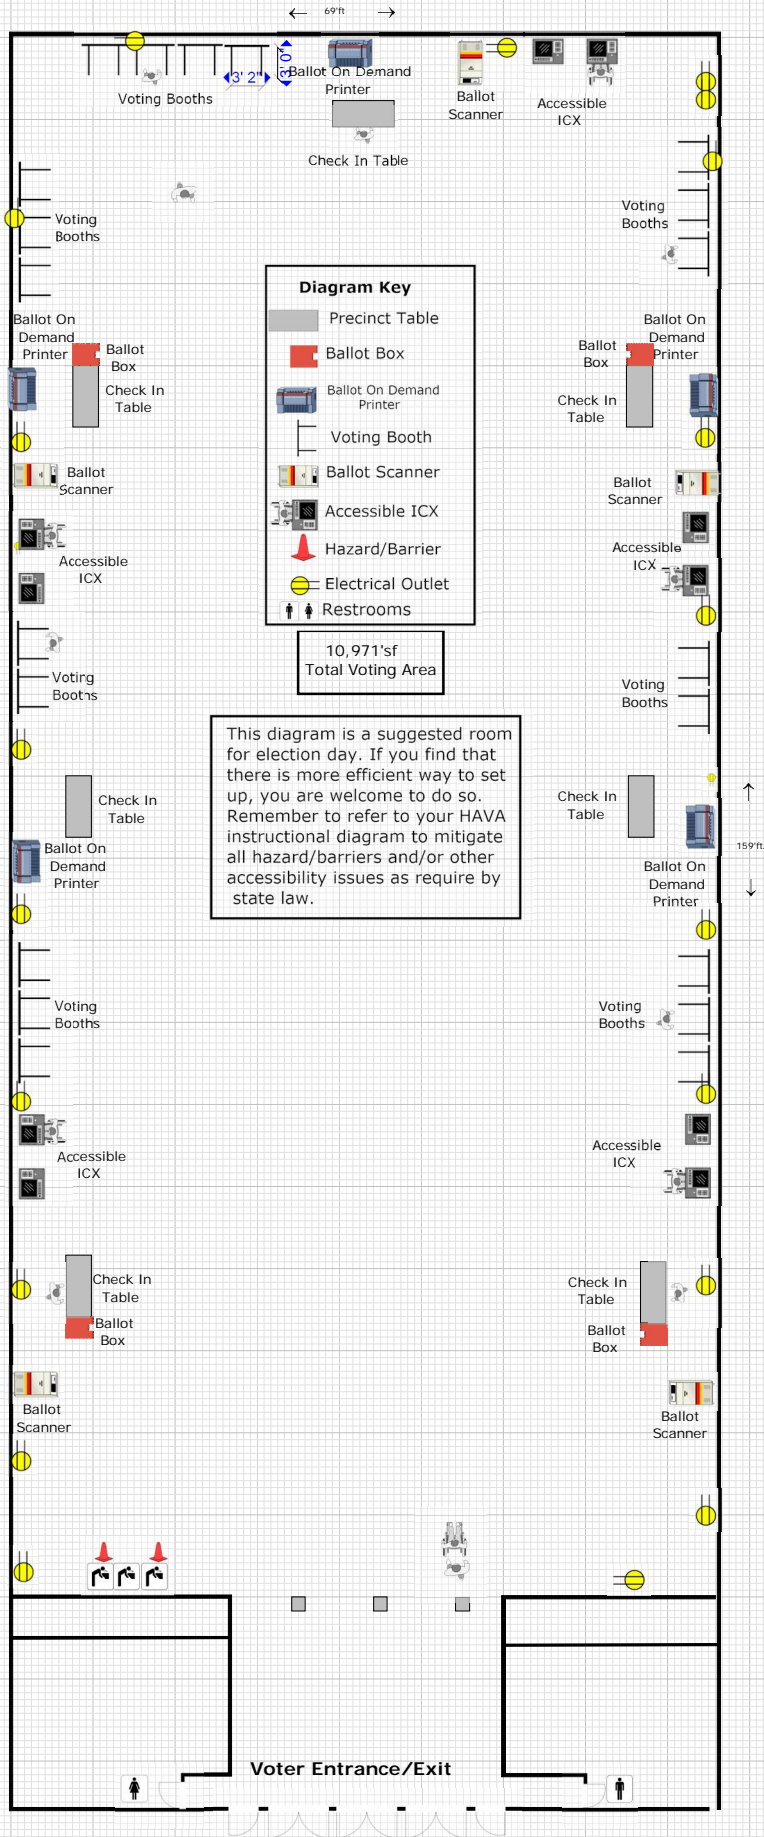 69'ft
3' 2"
3' 0"
Voting Booths
Ballot On Demand
Printer
Check In Table
Ballot
Scanner
Accessible
ICX
Voting
Booths
Voting
Booths
Diagram Key
Precinct Table
Ballot Box
Ballot On Demand
Printer
Voting Booth
Ballot Scanner
Accessible ICX
Hazard/Barrier
Electrical Outlet
Restrooms
10,971'sf
Total Voting Area
Ballot On
Demand
Printer
Ballot
Box
Check In
Table
Ballot
Box
Ballot On
Demand
Printer
Check In
Table
Ballot
Scanner
Ballot
Scanner
Accessible
ICX
Accessible
ICX
Voting
Booths
Voting
Booths
This diagram is a suggested room
for election day. If you find that
there is more efficient way to set
up, you are welcome to do so.
Remember to refer to your HAVA
instructional diagram to mitigate
all hazard/barriers and/or other
accessibility issues as require by
state law.
Check In
Table
Check In
Table
159'ft.
Ballot On
Demand
Printer
Ballot On
Demand
Printer
Voting
Booths
Voting
Booths
Accessible
ICX
Accessible
ICX
Check In
Table
Ballot
Box
Check In
Table
Ballot
Box
Ballot
Scanner
Ballot
Scanner
Voter Entrance/Exit